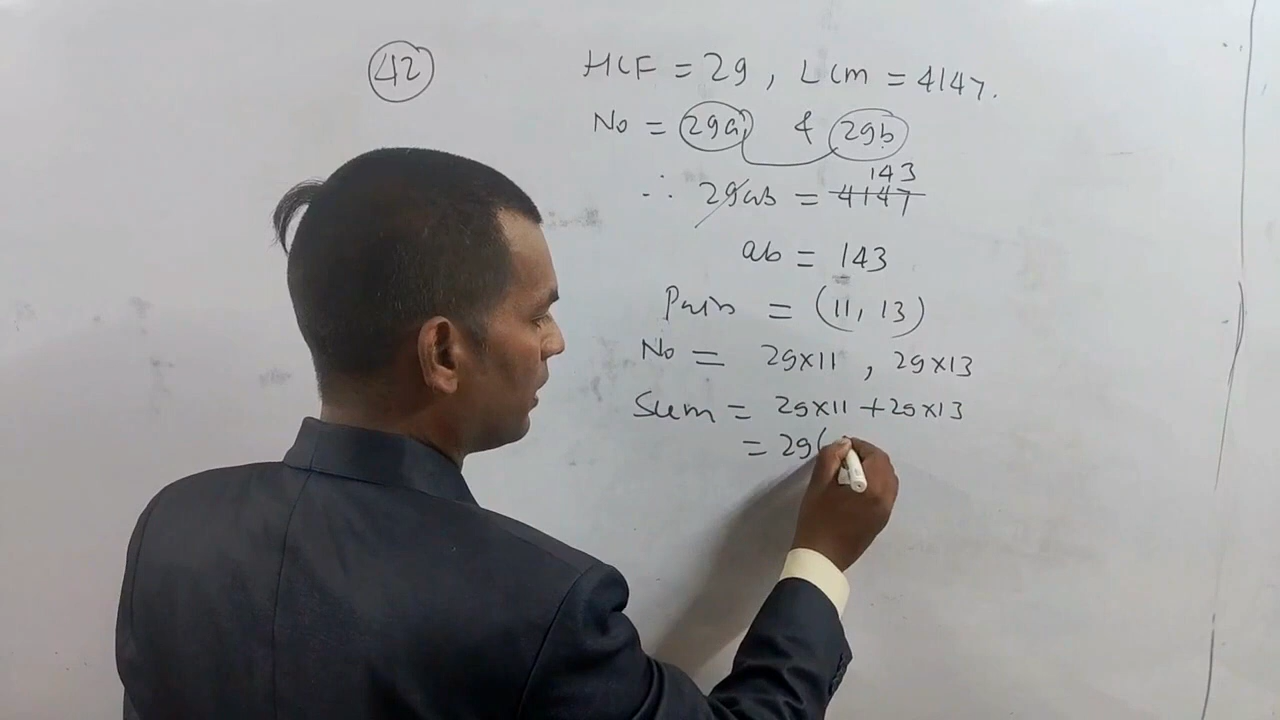 42
HCF = 29, LCM = 4147.
No = 29a & 29b
∴ 29ab = 4147
143
ab = 143
Pair = (11, 13)
No = 29×11, 29×13
Sum = 29×11 + 29×13
= 29(